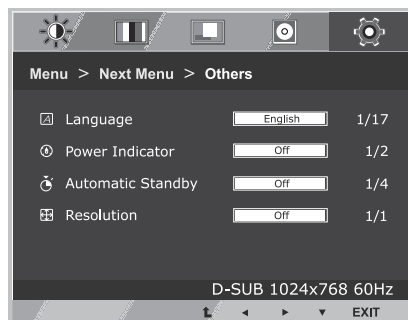 Menu > Next Menu > Others
Language English 1/17
Power Indicator Off 1/2
Automatic Standby Off 1/4
Resolution Off 1/1
D-SUB 1024x768 60Hz
EXIT